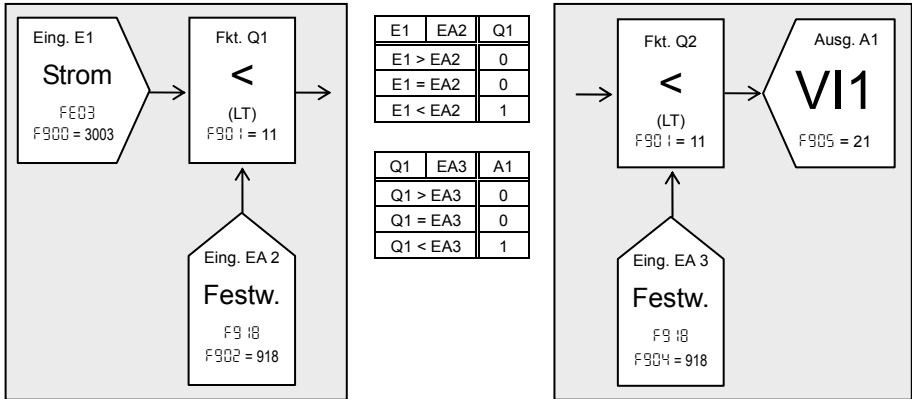 Eing. E1
Strom
FE03
F900 = 3003
Fkt. Q1
<
(LT)
F901 = 11
Eing. EA 2
Festw.
F918
F902 = 918
E1 EA2 Q1
E1 > EA2 0
E1 = EA2 0
E1 < EA2 1
Q1 EA3 A1
Q1 > EA3 0
Q1 = EA3 0
Q1 < EA3 1
Fkt. Q2
<
(LT)
F901 = 11
Ausg. A1
VI1
F905 = 21
Eing. EA 3
Festw.
F918
F904 = 918